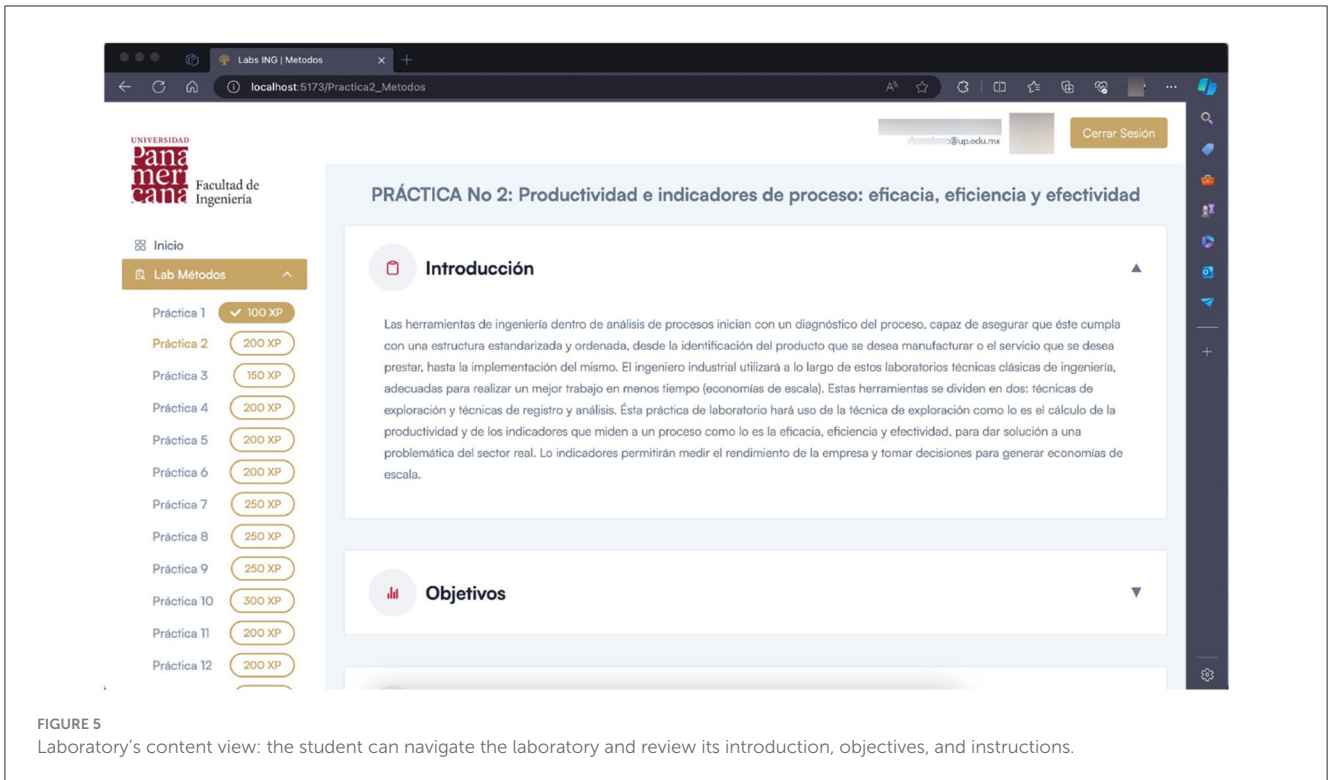 Labs ING | Metodos
localhost:5173/Practica2_Metodos
UNIVERSIDAD
Pana
meri
cana
Facultad de
Ingeniería
@up.edu.mx
Cerrar Sesión
Inicio
Lab Métodos
Práctica 1 100 XP
Práctica 2 200 XP
Práctica 3 150 XP
Práctica 4 200 XP
Práctica 5 200 XP
Práctica 6 200 XP
Práctica 7 250 XP
Práctica 8 250 XP
Práctica 9 250 XP
Práctica 10 300 XP
Práctica 11 200 XP
Práctica 12 200 XP
PRÁCTICA No 2: Productividad e indicadores de proceso: eficacia, eficiencia y efectividad
Introducción
Las herramientas de ingeniería dentro de análisis de procesos inician con un diagnóstico del proceso, capaz de asegurar que éste cumpla
con una estructura estandarizada y ordenada, desde la identificación del producto que se desea manufacturar o el servicio que se desea
prestar, hasta la implementación del mismo. El ingeniero industrial utilizará a lo largo de estos laboratorios técnicas clásicas de ingeniería,
adecuadas para realizar un mejor trabajo en menos tiempo (economías de escala). Estas herramientas se dividen en dos: técnicas de
exploración y técnicas de registro y análisis. Ésta práctica de laboratorio hará uso de la técnica de exploración como lo es el cálculo de la
productividad y de los indicadores que miden a un proceso como lo es la eficacia, eficiencia y efectividad, para dar solución a una
problemática del sector real. Lo indicadores permitirán medir el rendimiento de la empresa y tomar decisiones para generar economías de
escala.
Objetivos
FIGURE 5
Laboratory's content view: the student can navigate the laboratory and review its introduction, objectives, and instructions.